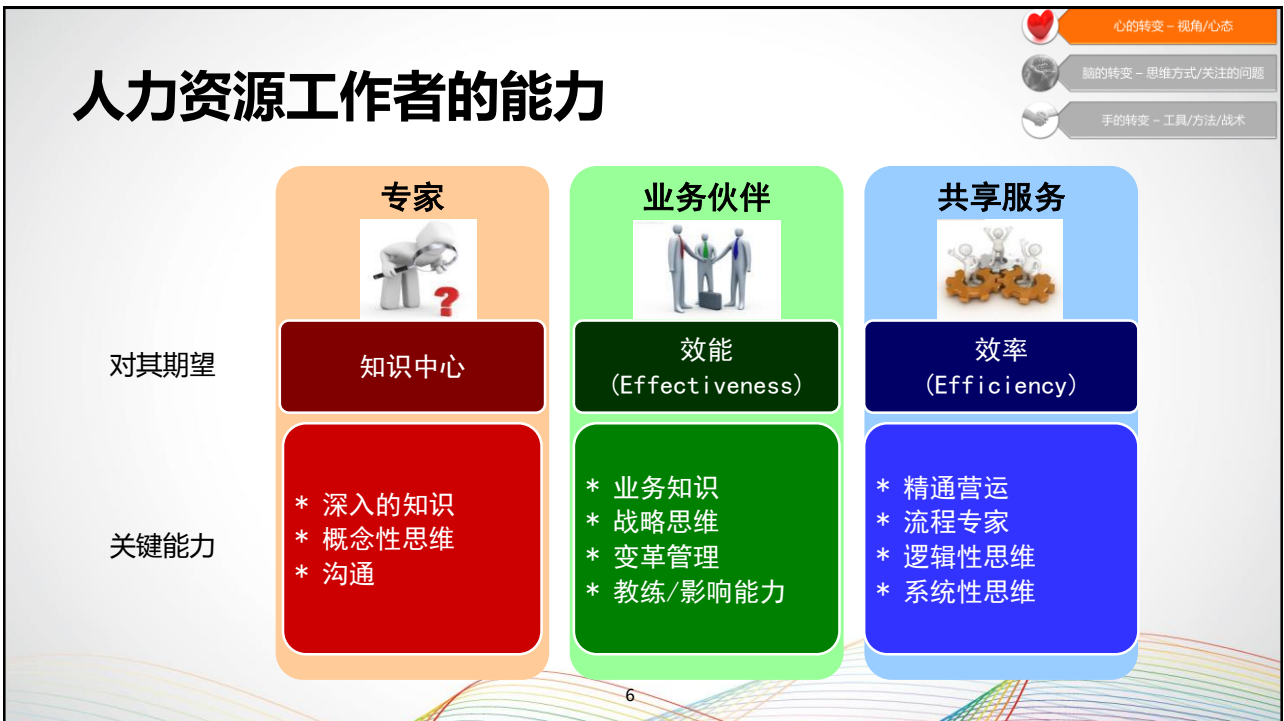 心的转变 – 视角/心态
脑的转变 – 思维方式/关注的问题
手的转变 – 工具/方法/战术
人力资源工作者的能力
专家
业务伙伴
共享服务
对其期望
知识中心
效能
(Effectiveness)
效率
(Efficiency)
关键能力
* 深入的知识
* 概念性思维
* 沟通
* 业务知识
* 战略思维
* 变革管理
* 教练/影响能力
* 精通营运
* 流程专家
* 逻辑性思维
* 系统性思维
6